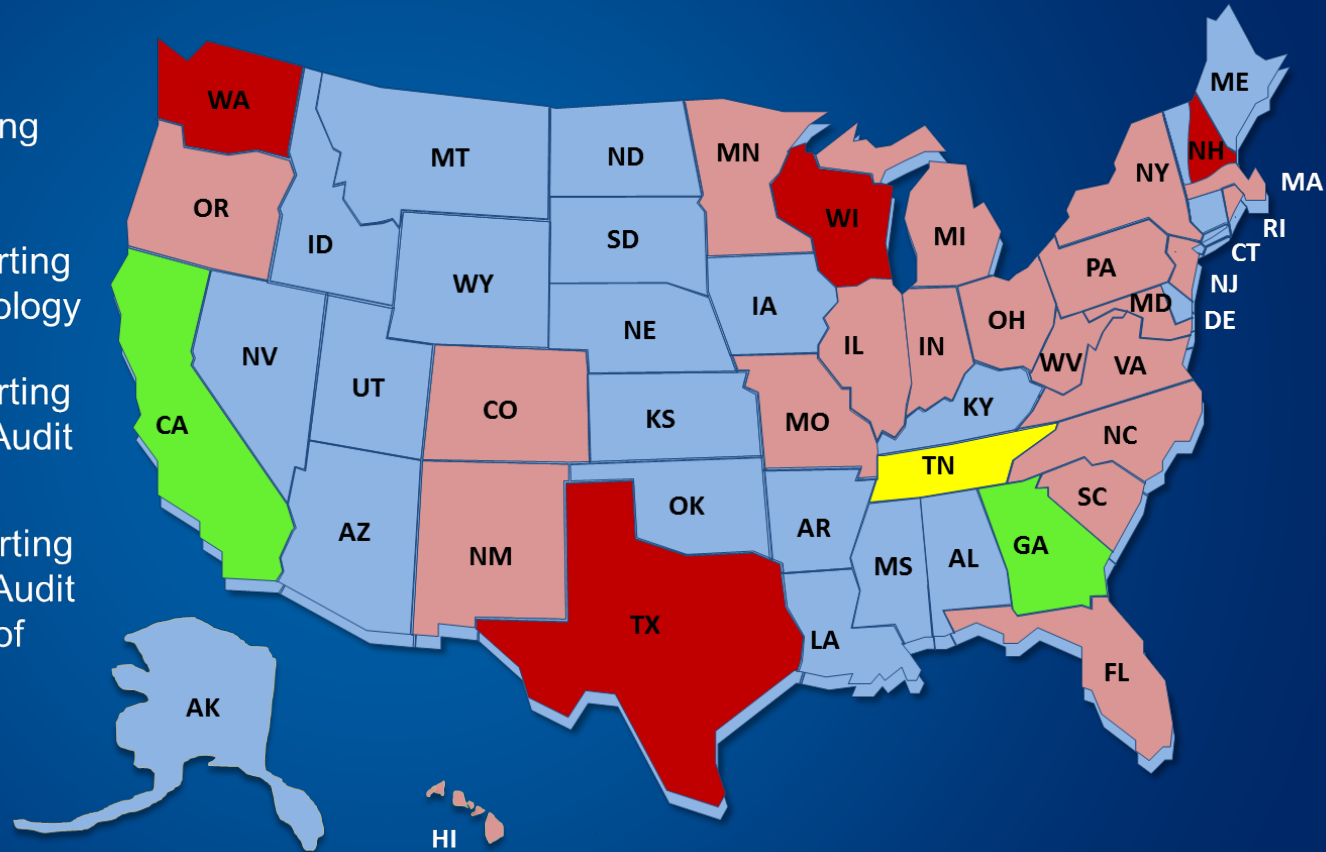 ng
rting
ology
rting
Audit
rting
Audit
of
WA
OR
CA
ID
NV
MT
WY
UT
AZ
CO
NM
ND
SD
NE
KS
OK
TX
MN
IA
MO
AR
LA
WI
IL
MI
IN
OH
KY
TN
MS
AL
GA
FL
SC
NC
VA
WV
MD
PA
NY
NH
ME
MA
RI
CT
NJ
DE
AK
HI